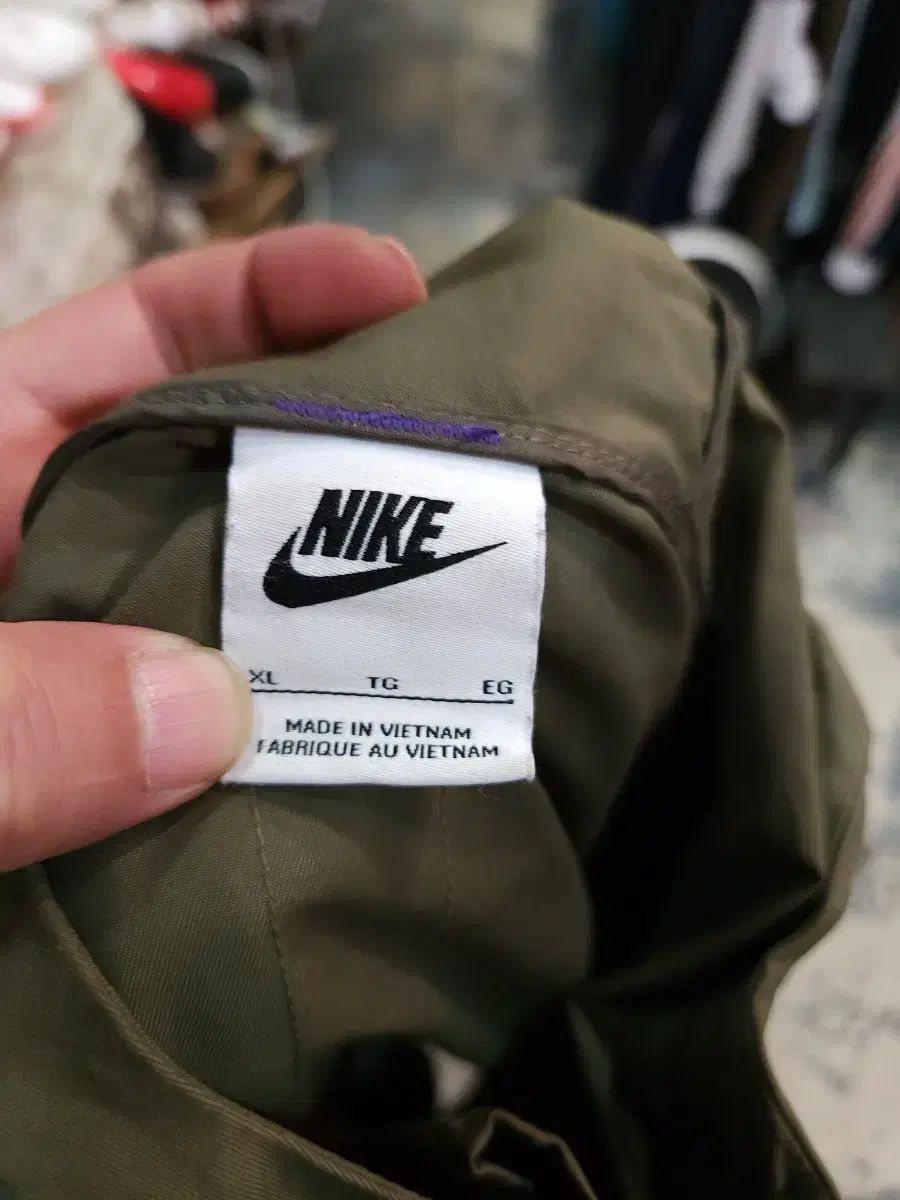 NIKE
XL TG EG
MADE IN VIETNAM
FABRIQUE AU VIETNAM